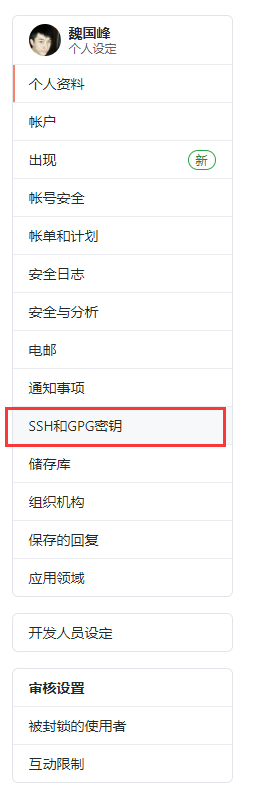 魏国峰
个人设定
个人资料
帐户
出现 新
帐号安全
帐单和计划
安全日志
安全与分析
电邮
通知事项
SSH和GPG密钥
储存库
组织机构
保存的回复
应用领域
开发人员设定
审核设置
被封锁的使用者
互动限制